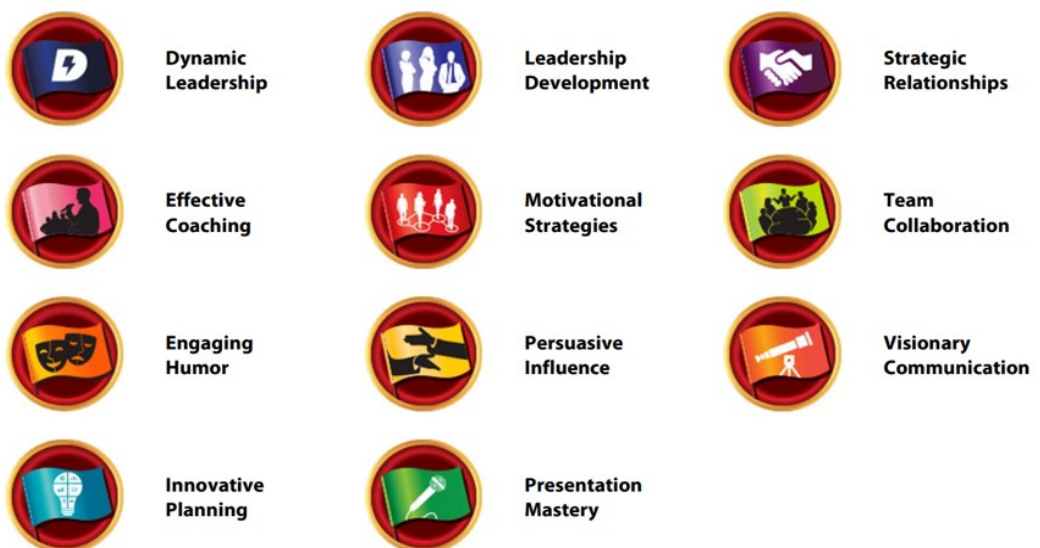 Dynamic
Leadership
Leadership
Development
Strategic
Relationships
Effective
Coaching
Motivational
Strategies
Team
Collaboration
Engaging
Humor
Persuasive
Influence
Visionary
Communication
Innovative
Planning
Presentation
Mastery